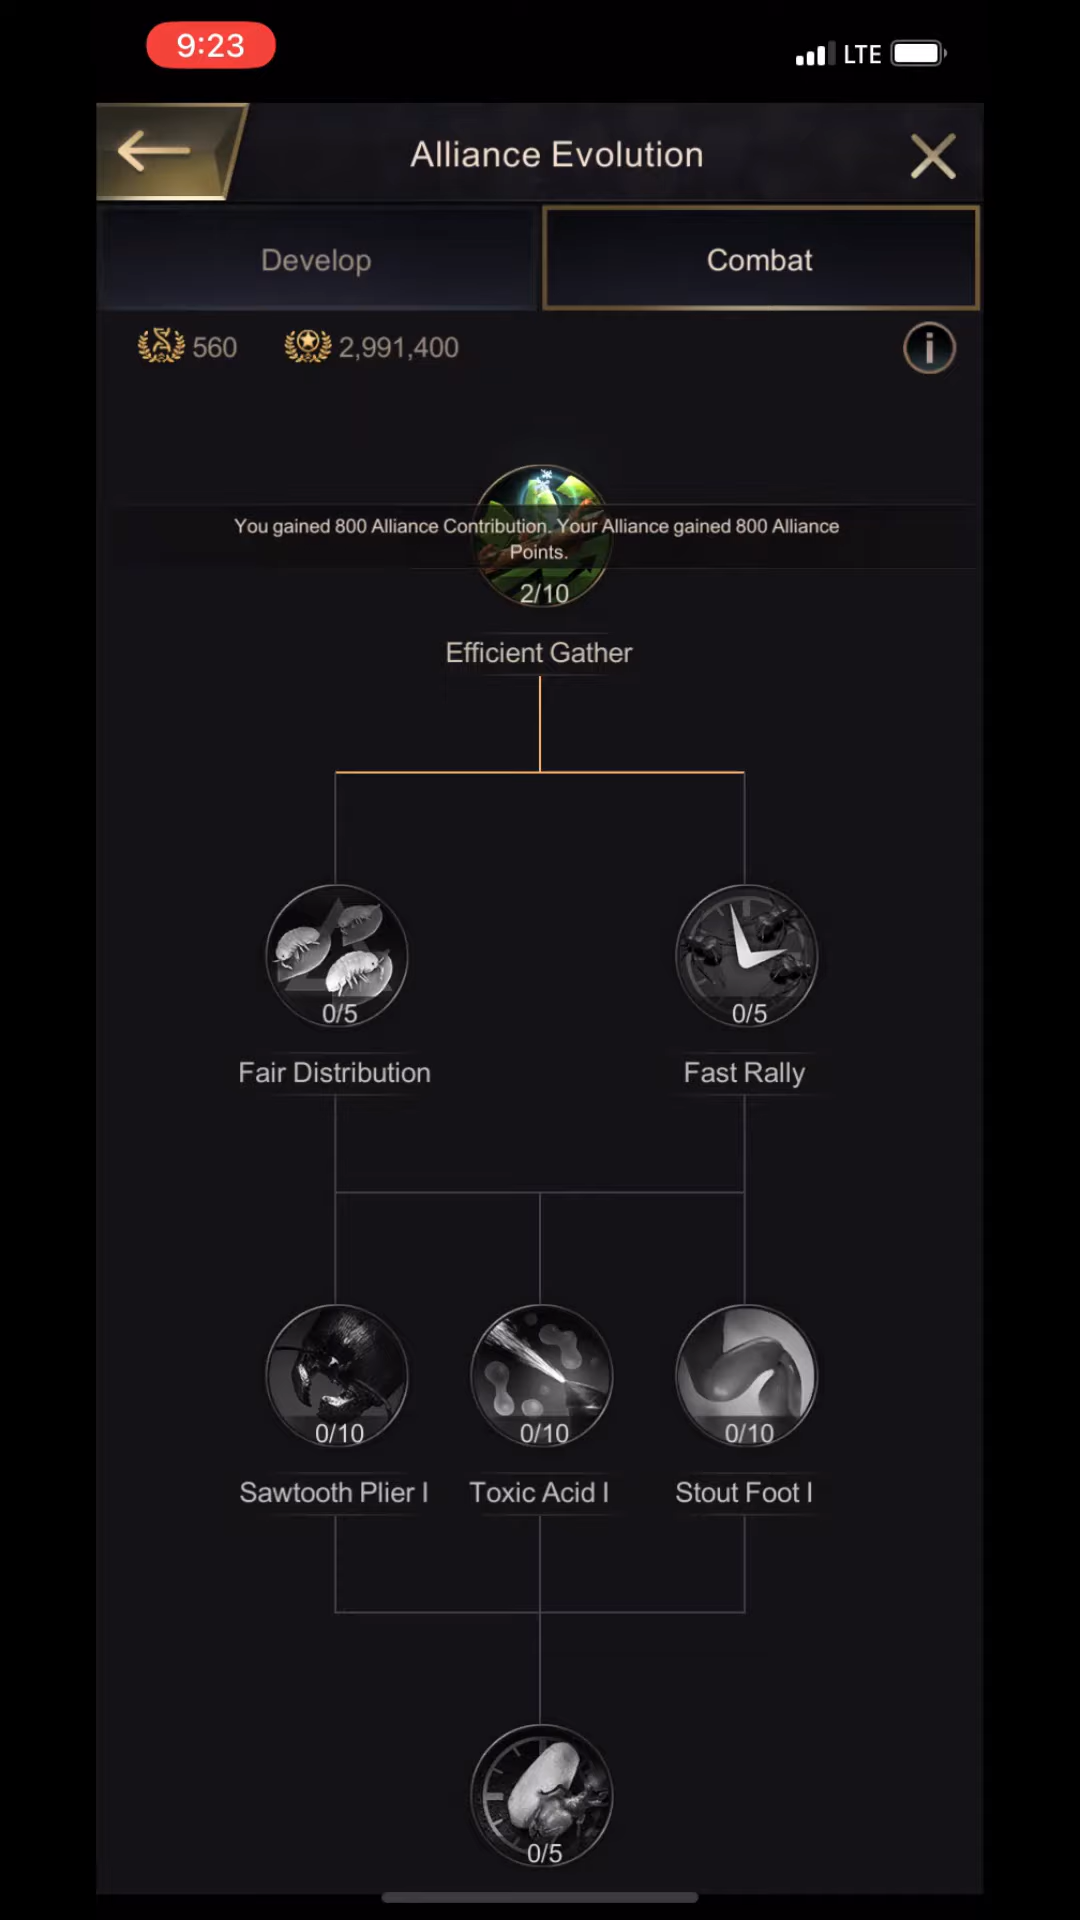 9:23
LTE
Alliance Evolution
Develop
Combat
560
2,991,400
You gained 800 Alliance Contribution. Your Alliance gained 800 Alliance
Points.
2/10
Efficient Gather
0/5
0/5
Fair Distribution
Fast Rally
0/10
0/10
0/10
Sawtooth Plier I
Toxic Acid I
Stout Foot I
0/5